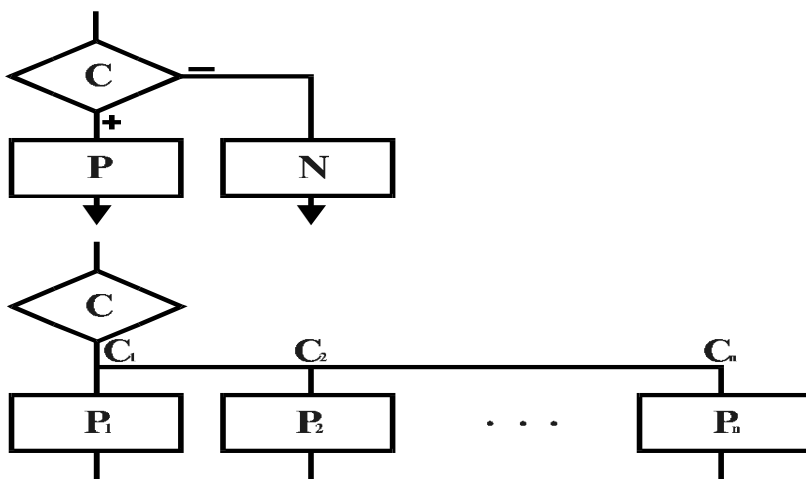 C −
+
P N
C
C₁ C₂ Cₙ
P₁ P₂ . . . Pₙ